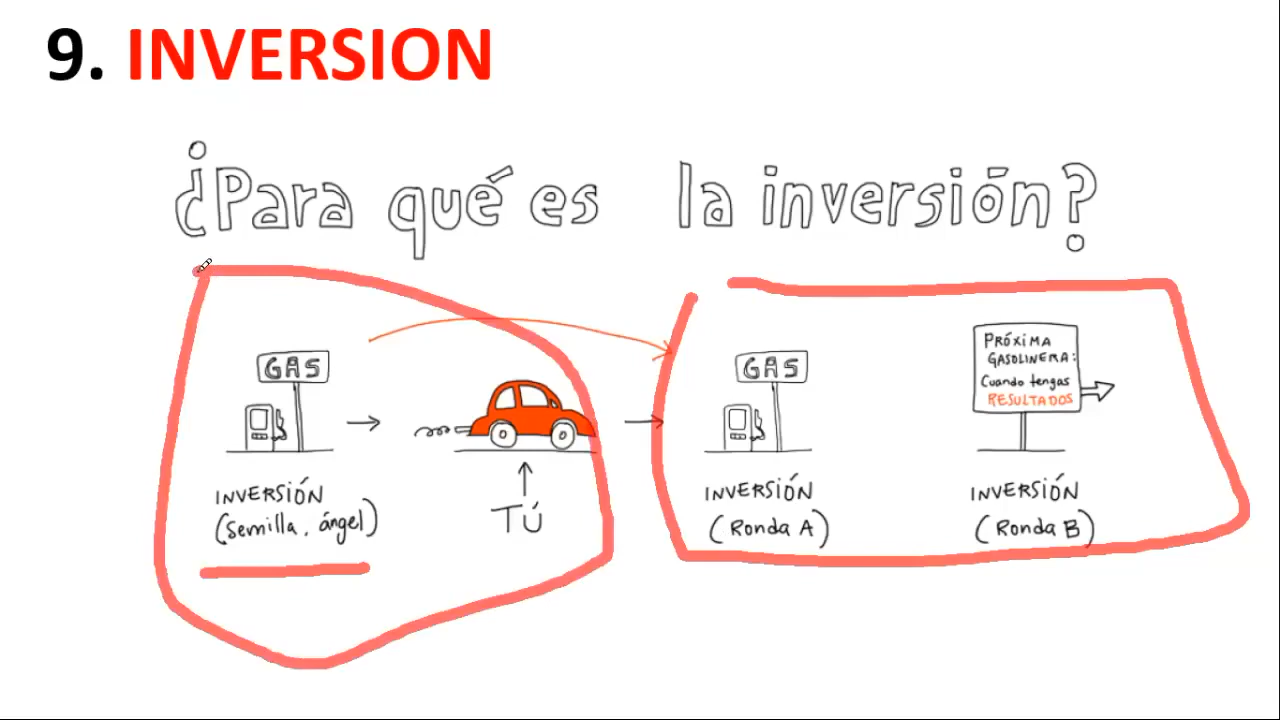 9. INVERSION
¿Para qué es la inversión?
GAS
INVERSIÓN
(Semilla, ángel)
TÚ
GAS
INVERSIÓN
(Ronda A)
PRÓXIMA
GASOLINERA:
Cuando tengas
RESULTADOS
INVERSIÓN
(Ronda B)